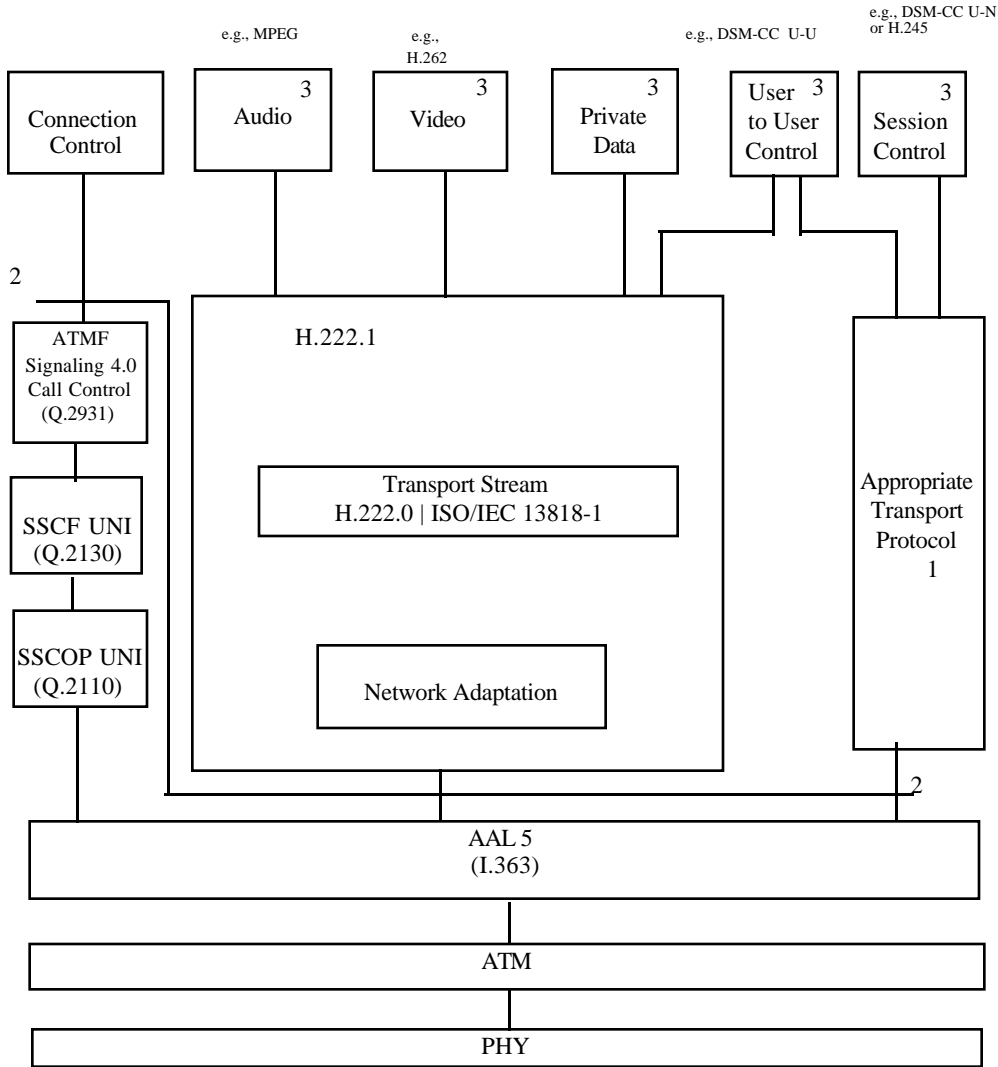 e.g., DSM-CC U-N
or H.245
e.g., MPEG
e.g.,
H.262
e.g., DSM-CC U-U
Connection
Control
3
Audio
3
Video
3
Private
Data
User 3
to User
Control
3
Session
Control
2
ATMF
Signaling 4.0
Call Control
(Q.2931)
H.222.1
SSCF UNI
(Q.2130)
Transport Stream
H.222.0 | ISO/IEC 13818-1
Appropriate
Transport
Protocol
1
SSCOP UNI
(Q.2110)
Network Adaptation
2
AAL 5
(I.363)
ATM
PHY